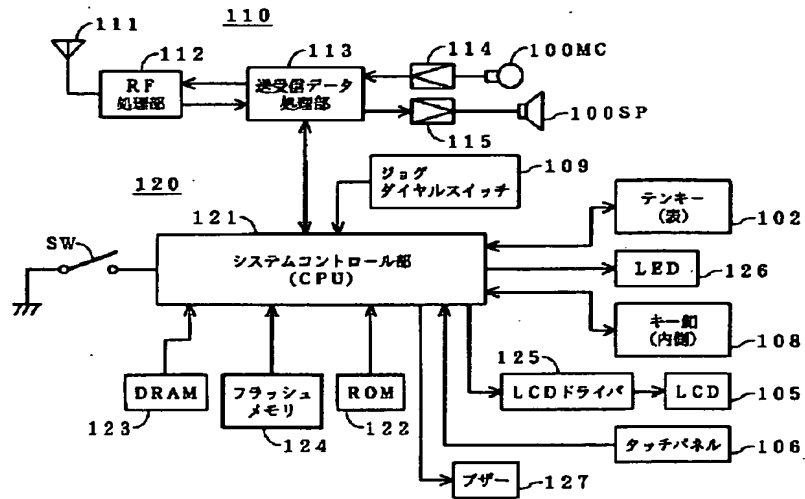 110
111
112
113
114
100MC
RF
処理部
送受信データ
処理部
115
100SP
120
109
ジョグ
ダイヤルスイッチ
121
SW
システムコントロール部
(CPU)
テンキー
(表)
102
LED
126
キー釦
(内側)
108
125
LCDドライバ
LCD
105
DRAM
123
フラッシュ
メモリ
124
ROM
122
タッチパネル
106
ブザー
127